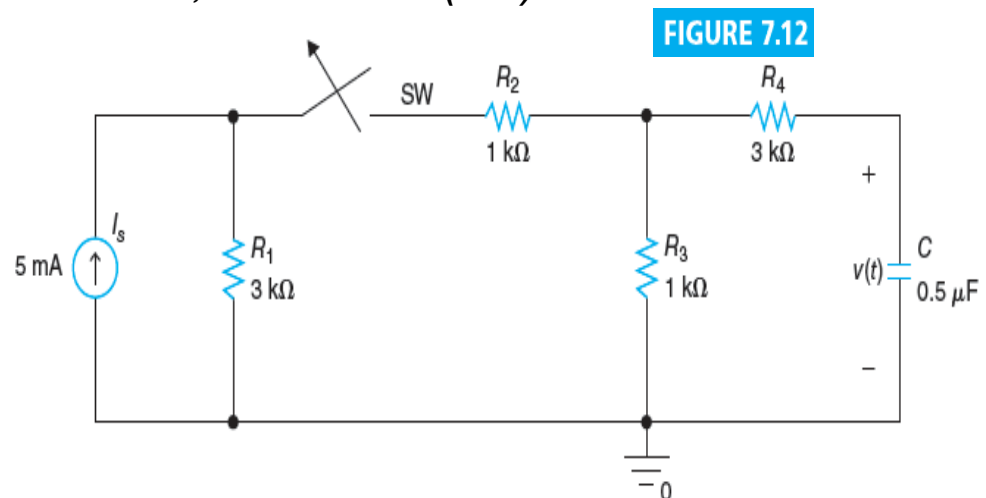 FIGURE 7.12
SW
R2
1 kΩ
R4
3 kΩ
+
Is
5 mA
R1
3 kΩ
R3
1 kΩ
v(t)
C
0.5 μF
−
0